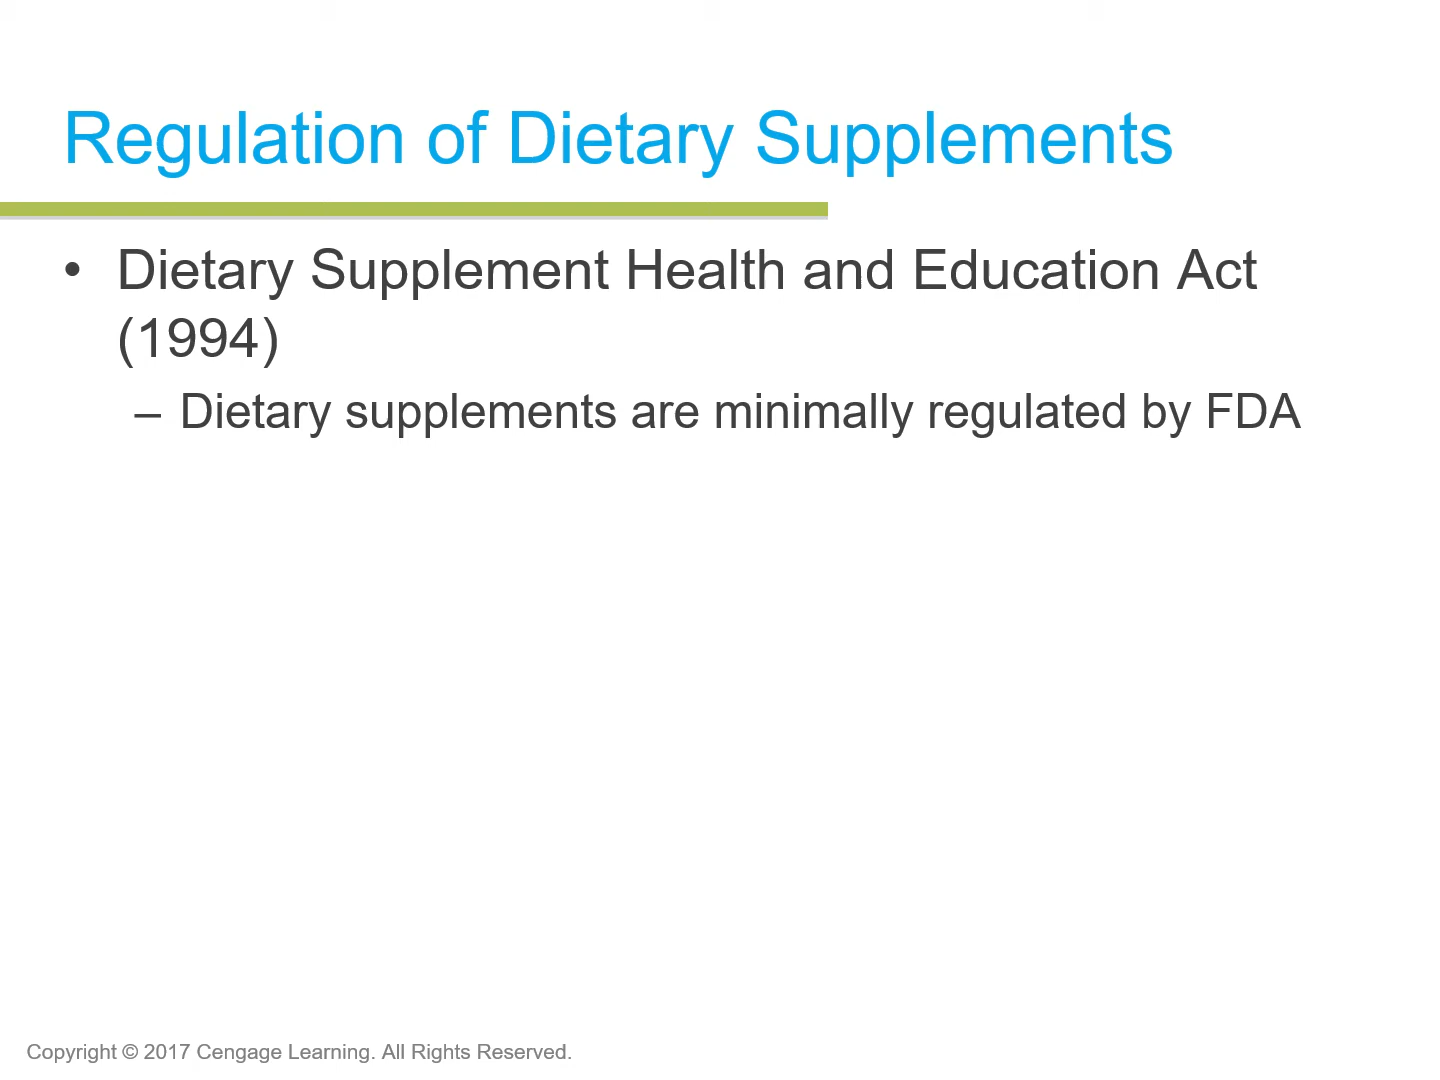 Regulation of Dietary Supplements
• Dietary Supplement Health and Education Act
(1994)
– Dietary supplements are minimally regulated by FDA
Copyright © 2017 Cengage Learning. All Rights Reserved.